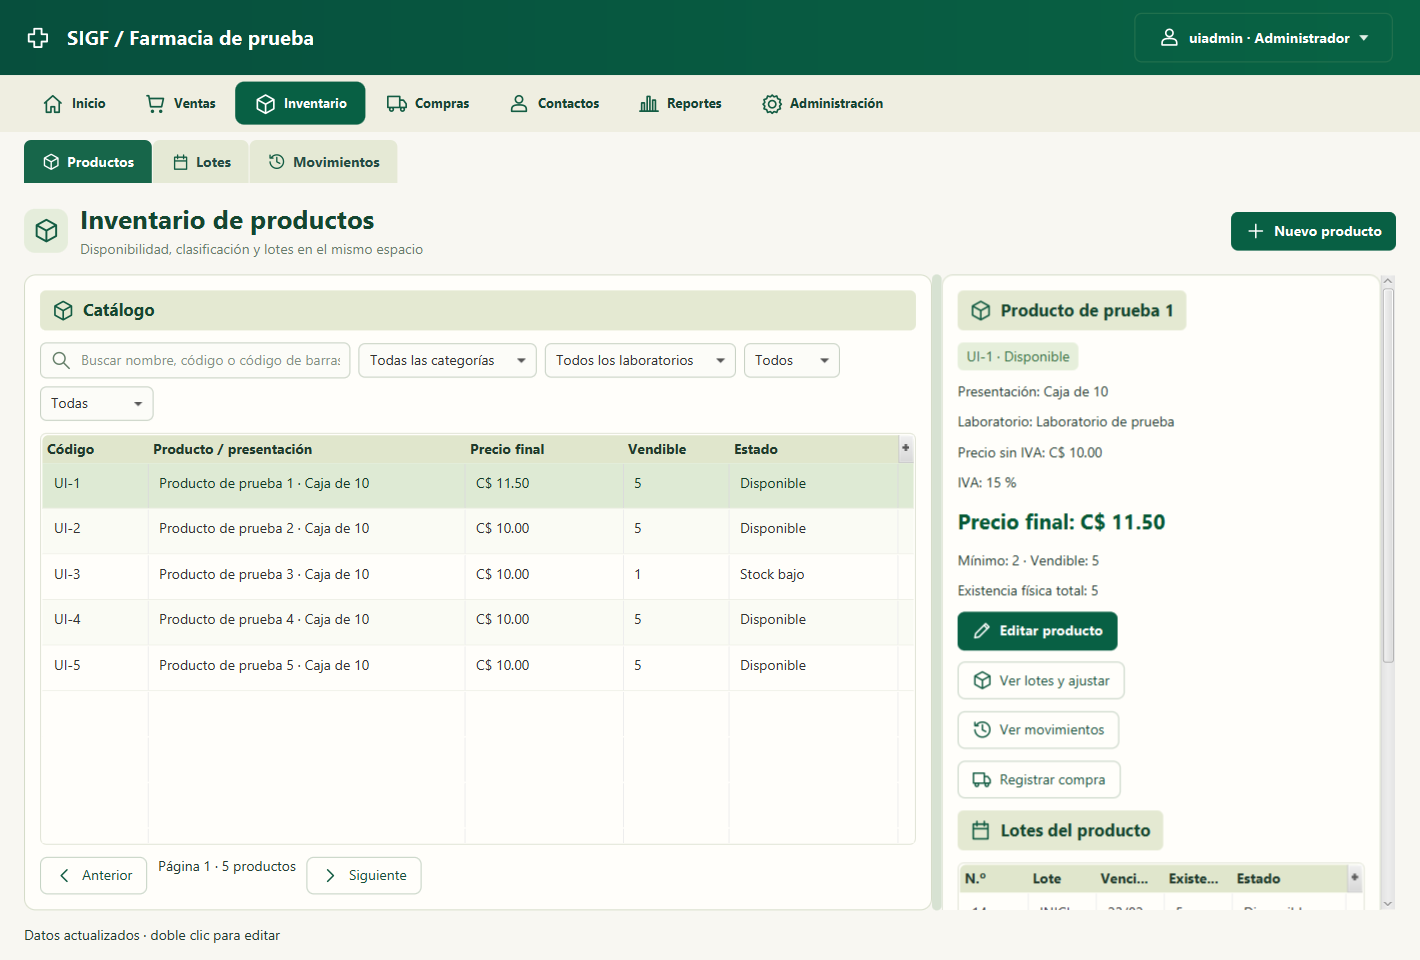 SIGF / Farmacia de prueba
uiadmin · Administrador
Inicio
Ventas
Inventario
Compras
Contactos
Reportes
Administración
Productos
Lotes
Movimientos
Inventario de productos
Disponibilidad, clasificación y lotes en el mismo espacio
Nuevo producto
Catálogo
Buscar nombre, código o código de barras
Todas las categorías
Todos los laboratorios
Todos
Todas
Código Producto / presentación Precio final Vendible Estado +
UI-1 Producto de prueba 1 · Caja de 10 C$ 11.50 5 Disponible
UI-2 Producto de prueba 2 · Caja de 10 C$ 10.00 5 Disponible
UI-3 Producto de prueba 3 · Caja de 10 C$ 10.00 1 Stock bajo
UI-4 Producto de prueba 4 · Caja de 10 C$ 10.00 5 Disponible
UI-5 Producto de prueba 5 · Caja de 10 C$ 10.00 5 Disponible
Anterior
Página 1 · 5 productos
Siguiente
Producto de prueba 1
UI-1 · Disponible
Presentación: Caja de 10
Laboratorio: Laboratorio de prueba
Precio sin IVA: C$ 10.00
IVA: 15 %
Precio final: C$ 11.50
Mínimo: 2 · Vendible: 5
Existencia física total: 5
Editar producto
Ver lotes y ajustar
Ver movimientos
Registrar compra
Lotes del producto
N.º Lote Venci... Existe... Estado +
Datos actualizados · doble clic para editar